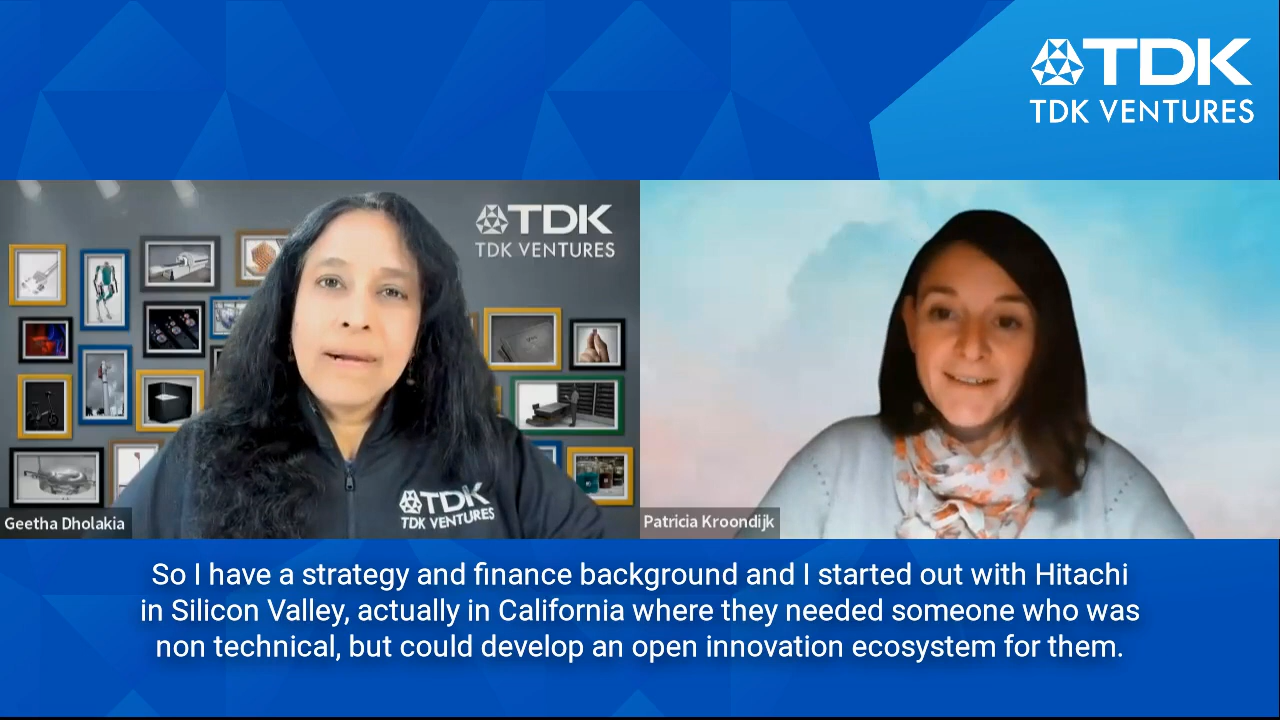 TDK
TDK VENTURES
TDK
TDK VENTURES
TDK
TDK VENTURES
Geetha Dholakia
Patricia Kroondijk
So I have a strategy and finance background and I started out with Hitachi
in Silicon Valley, actually in California where they needed someone who was
non technical, but could develop an open innovation ecosystem for them.